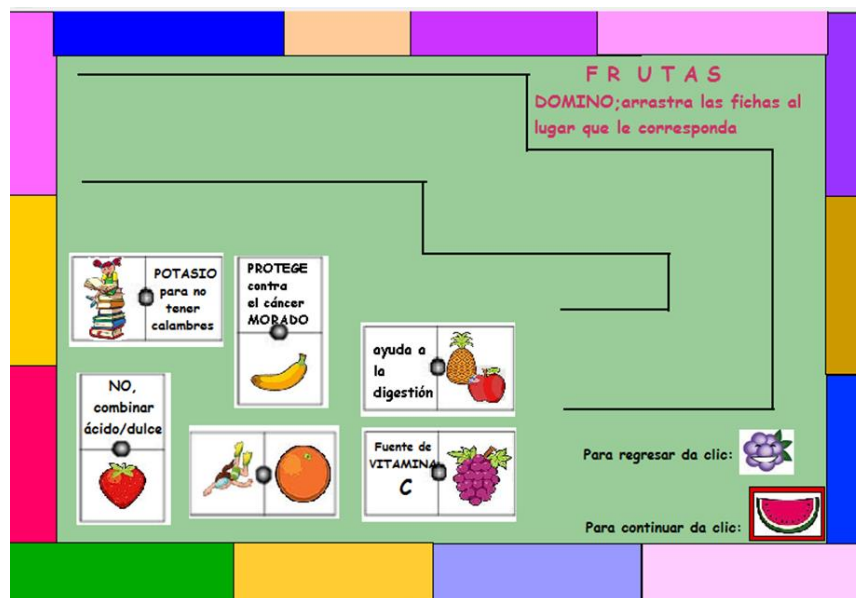 F R U T A S
DOMINO;arrastra las fichas al
lugar que le corresponda
POTASIO
para no
tener
calambres
PROTEGE
contra
el cáncer
MORADO
ayuda a
la
digestión
NO,
combinar
ácido/dulce
Fuente de
VITAMINA
C
Para regresar da clic:
Para continuar da clic: